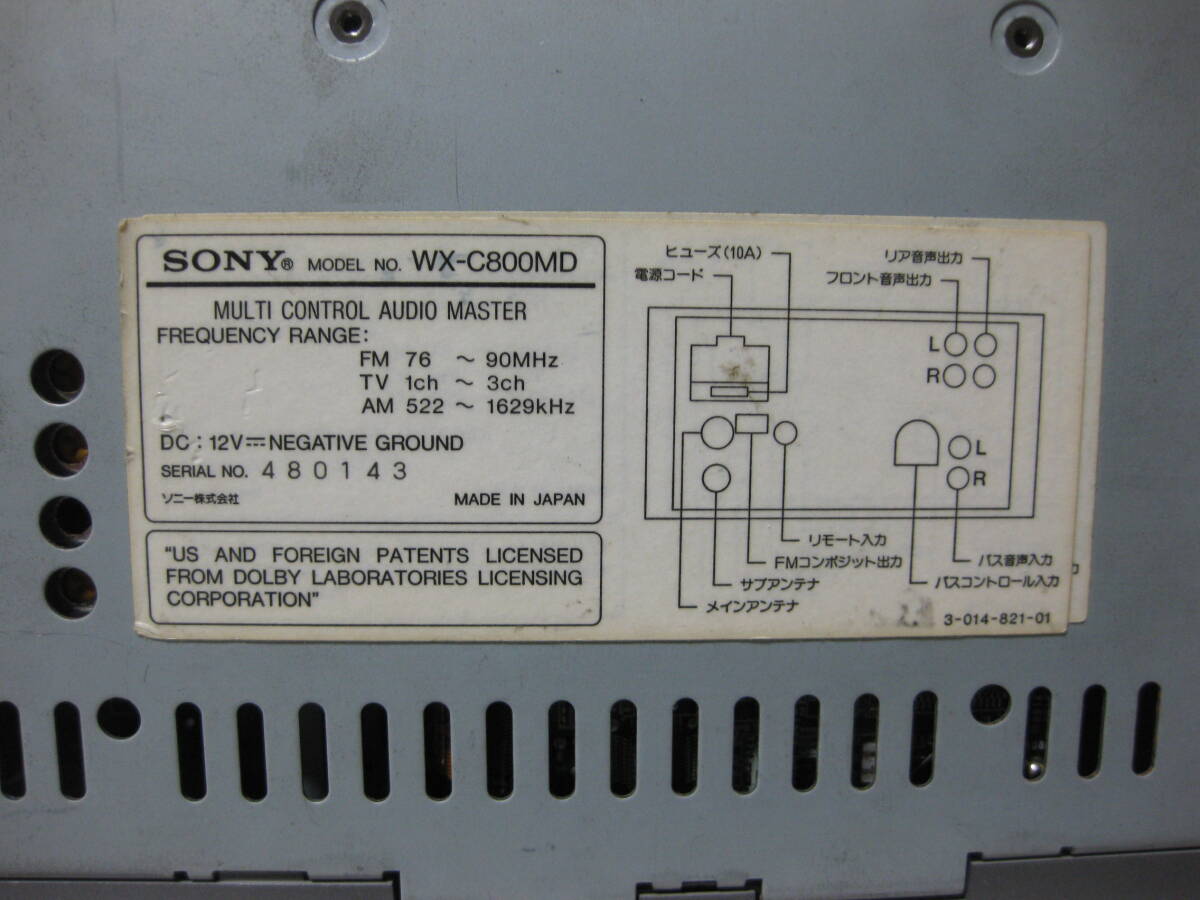 SONY® MODEL NO. WX-C800MD
MULTI CONTROL AUDIO MASTER
FREQUENCY RANGE:
FM 76 ～ 90MHz
TV 1ch ～ 3ch
AM 522 ～ 1629kHz
DC : 12V⎓NEGATIVE GROUND
SERIAL NO. 480143
ソニー株式会社 MADE IN JAPAN
"US AND FOREIGN PATENTS LICENSED
FROM DOLBY LABORATORIES LICENSING
CORPORATION"
ヒューズ(10A)
電源コード
リア音声出力
フロント音声出力
L
R
L
R
リモート入力
FMコンポジット出力
サブアンテナ
メインアンテナ
バス音声入力
バスコントロール入力
3-014-821-01